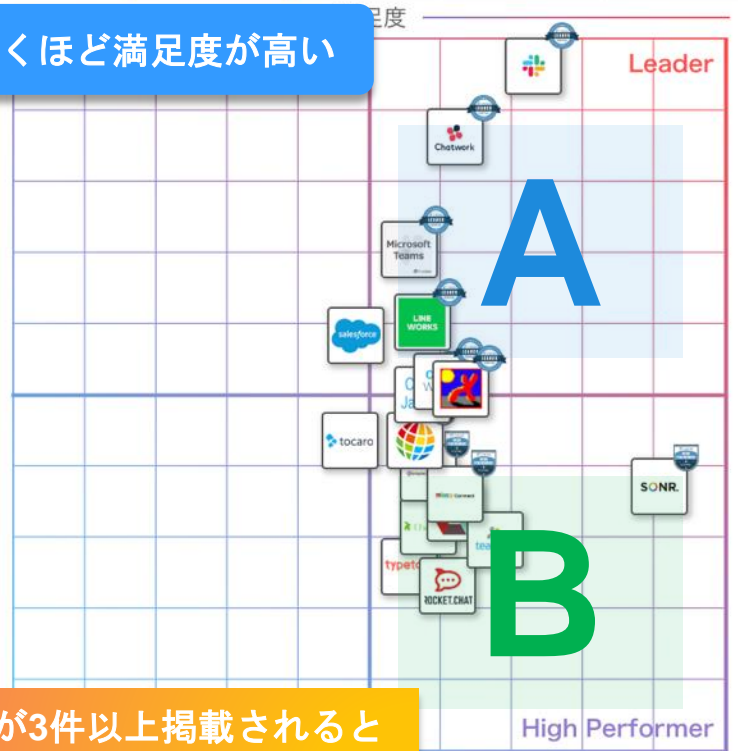 足度
くほど満足度が高い
Leader
Chatwork
Microsoft
Teams
LINE
WORKS
salesforce
A
tocaro
SONR.
B
ROCKET.CHAT
が3件以上掲載されると
High Performer